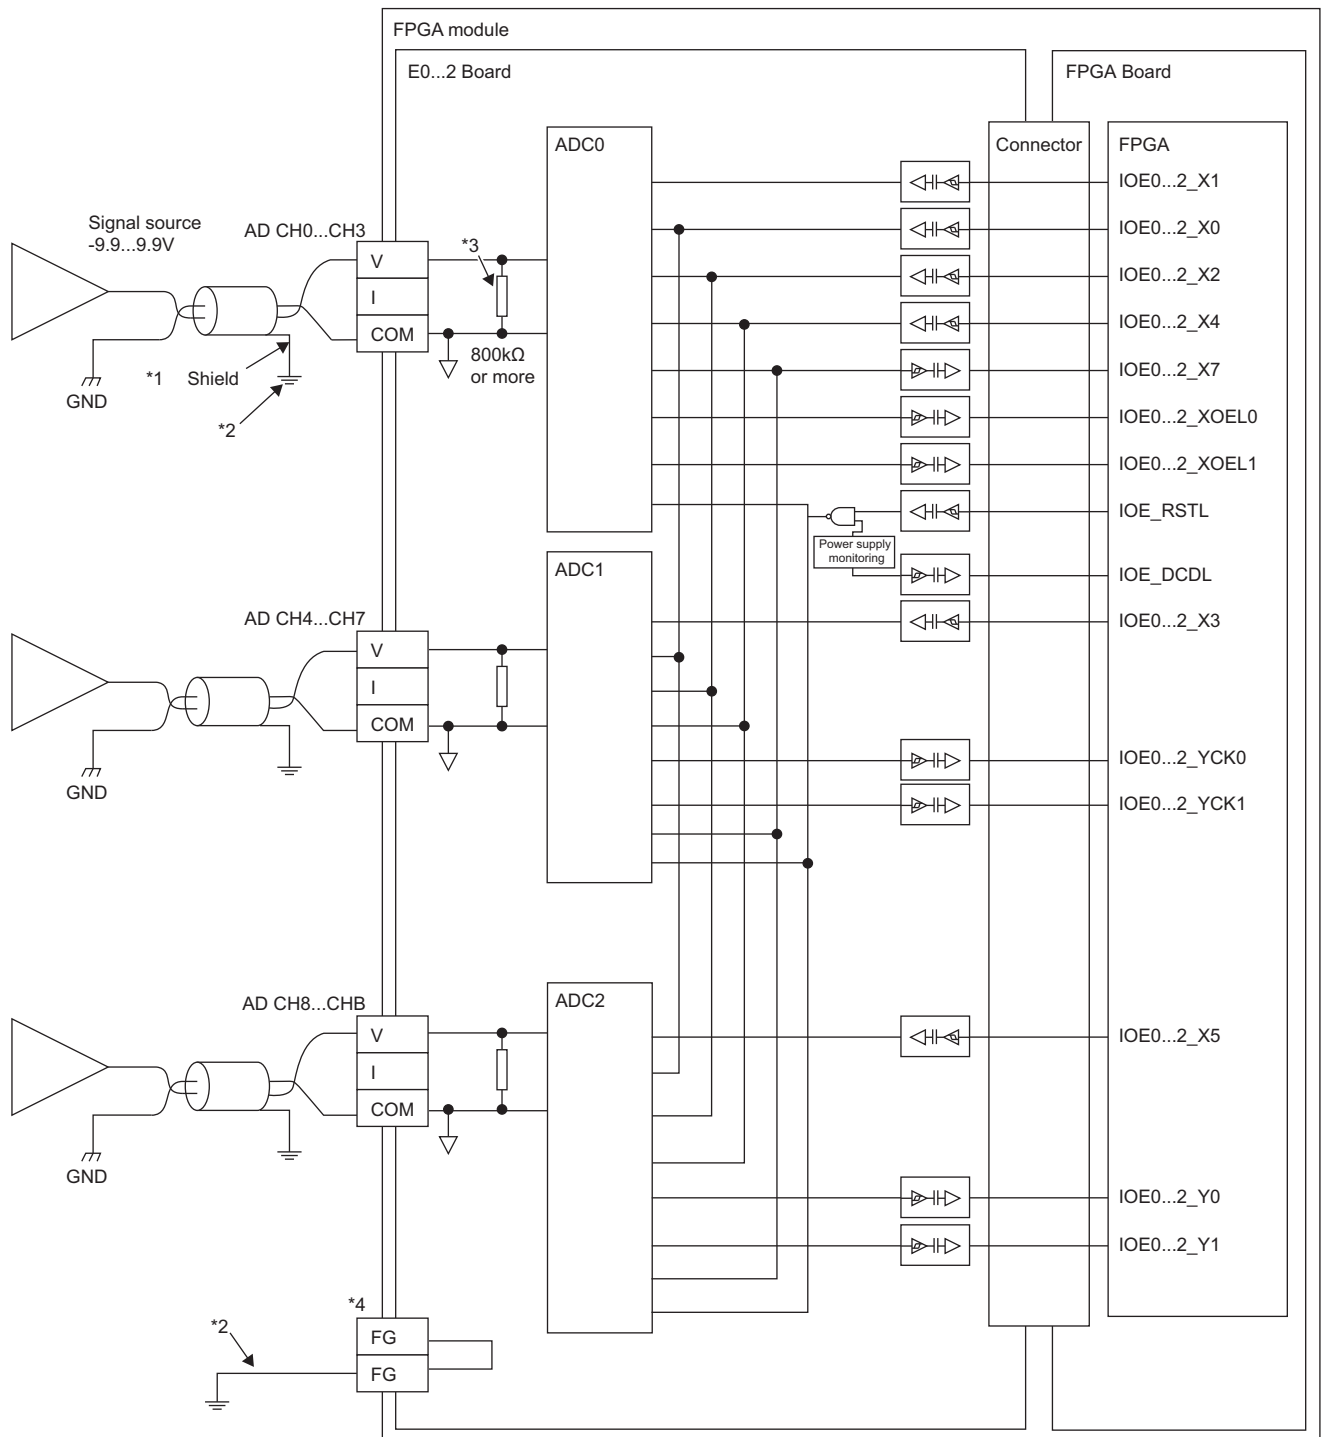 FPGA module
E0...2 Board
FPGA Board
ADC0
Connector
FPGA
IOE0...2_X1
Signal source
-9.9...9.9V
AD CH0...CH3
V
I
COM
*3
800kΩ
or more
*1
Shield
*2
GND
IOE0...2_X0
IOE0...2_X2
IOE0...2_X4
IOE0...2_X7
IOE0...2_XOEL0
IOE0...2_XOEL1
IOE_RSTL
Power supply
monitoring
IOE_DCDL
ADC1
IOE0...2_X3
AD CH4...CH7
V
I
COM
GND
IOE0...2_YCK0
IOE0...2_YCK1
ADC2
AD CH8...CHB
V
I
COM
GND
IOE0...2_X5
IOE0...2_Y0
IOE0...2_Y1
*4
*2
FG
FG